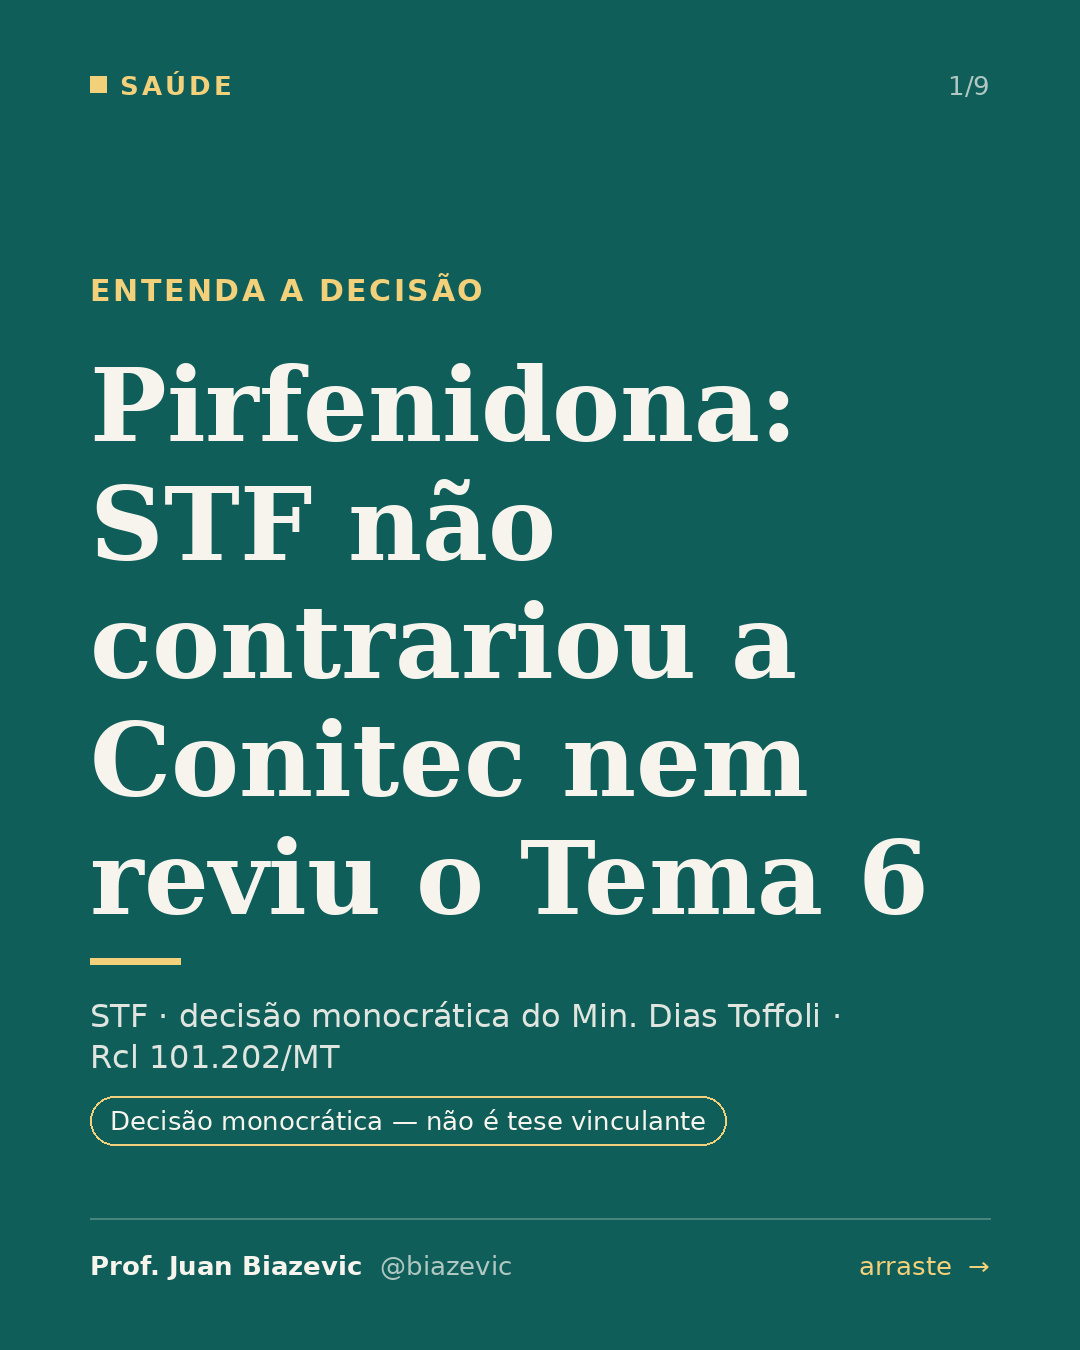 SAÚDE
1/9
ENTENDA A DECISÃO
Pirfenidona:
STF não
contrariou a
Conitec nem
reviu o Tema 6
STF · decisão monocrática do Min. Dias Toffoli ·
Rcl 101.202/MT
Decisão monocrática — não é tese vinculante
Prof. Juan Biazevic @biazevic
arraste →